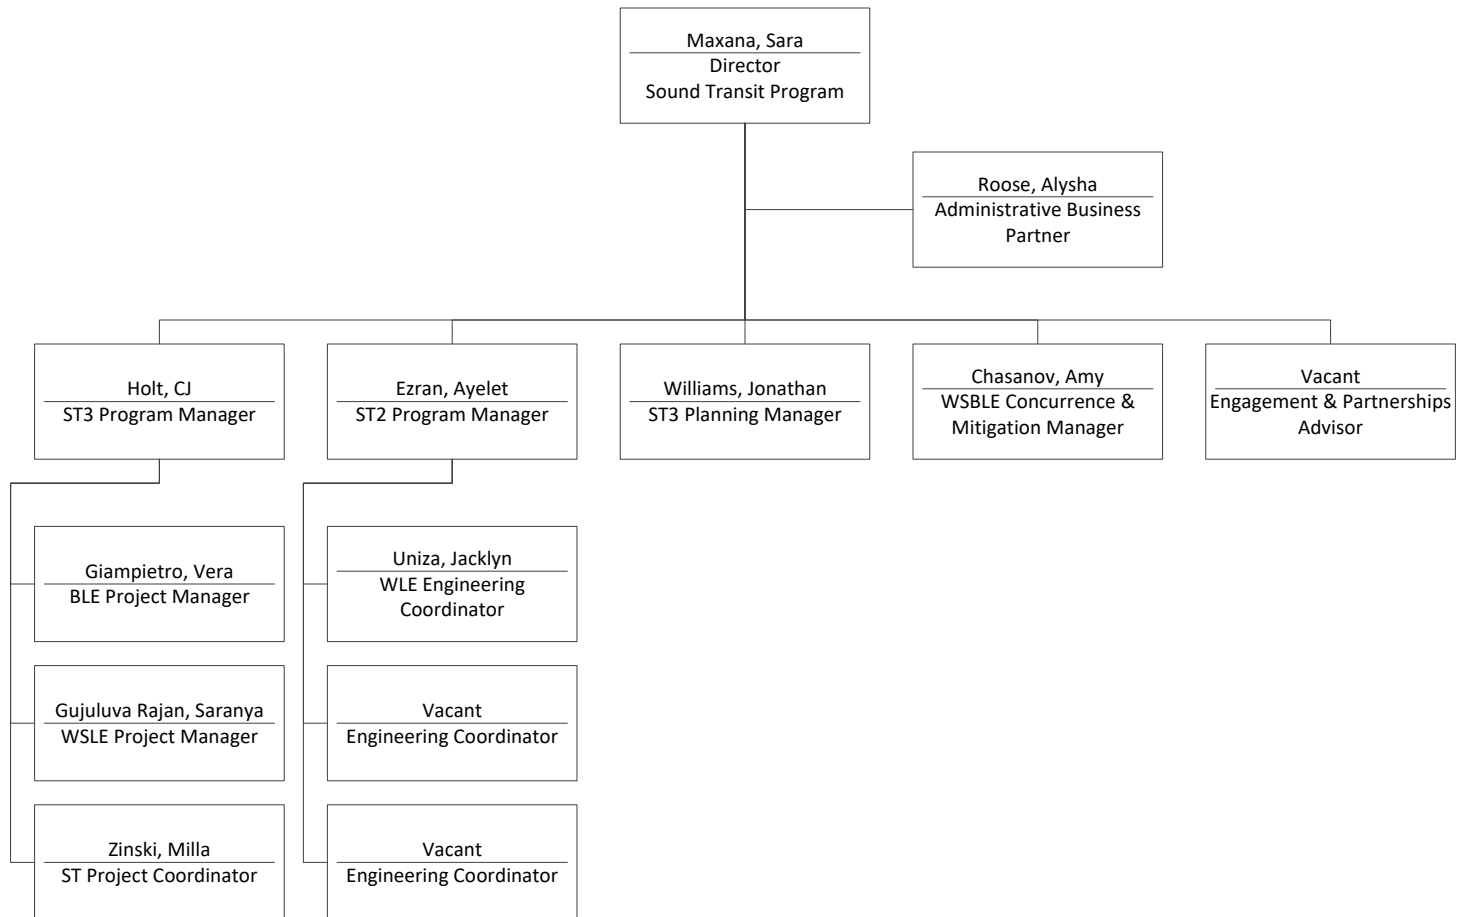 Maxana, Sara
Director
Sound Transit Program
Roose, Alysha
Administrative Business
Partner
Holt, CJ
ST3 Program Manager
Ezran, Ayelet
ST2 Program Manager
Williams, Jonathan
ST3 Planning Manager
Chasanov, Amy
WSBLE Concurrence &
Mitigation Manager
Vacant
Engagement & Partnerships
Advisor
Giampietro, Vera
BLE Project Manager
Uniza, Jacklyn
WLE Engineering
Coordinator
Gujuluva Rajan, Saranya
WSLE Project Manager
Vacant
Engineering Coordinator
Zinski, Milla
ST Project Coordinator
Vacant
Engineering Coordinator